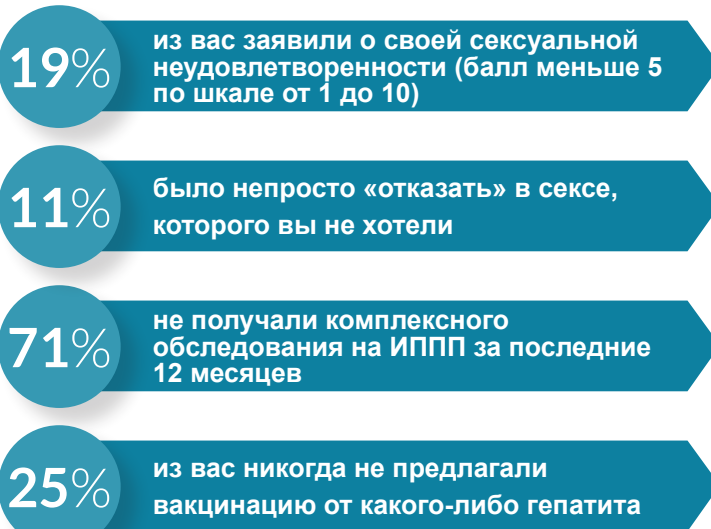 19%
из вас заявили о своей сексуальной
неудовлетворенности (балл меньше 5
по шкале от 1 до 10)
11%
было непросто «отказать» в сексе,
которого вы не хотели
71%
не получали комплексного
обследования на ИППП за последние
12 месяцев
25%
из вас никогда не предлагали
вакцинацию от какого-либо гепатита